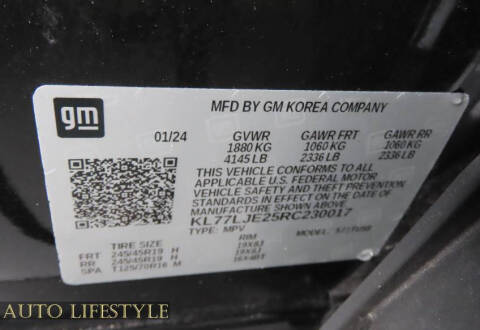 gm
MFD BY GM KOREA COMPANY
01/24 GVWR GAWR FRT GAWR RR
1880 KG 1060 KG 1060 KG
4145 LB 2336 LB 2336 LB
THIS VEHICLE CONFORMS TO ALL
APPLICABLE U.S. FEDERAL MOTOR
VEHICLE SAFETY AND THEFT PREVENTION
STANDARDS IN EFFECT ON THE DATE OF
MANUFACTURE SHOWN ABOVE.
KL77LJE25RC230017
TYPE: MPV
TIRE SIZE RIM
FRT 245/45R19 H 19X8J
RR 245/45R19 H 19X8J
SPA T125/70R16 M 16X4BT
AUTO LIFESTYLE